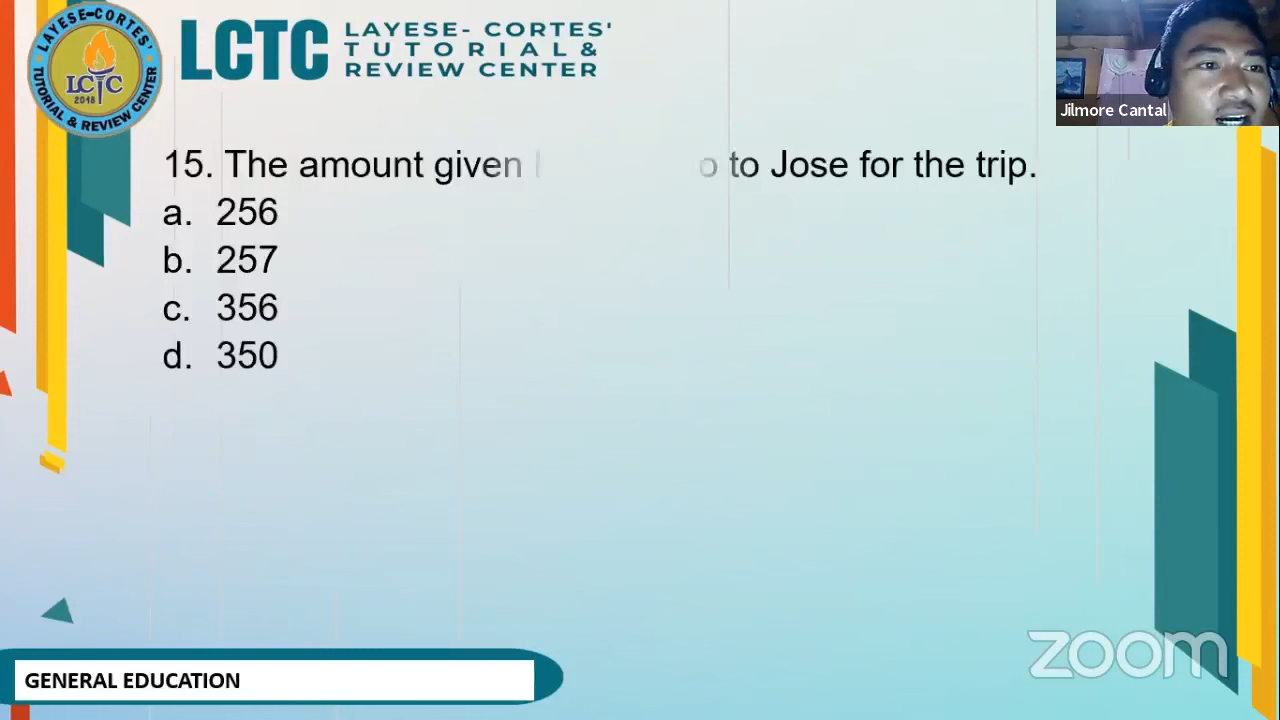 LAYESE-CORTES'
LCTC
2018
TUTORIAL & REVIEW CENTER
LCTC
LAYESE- CORTES'
TUTORIAL &
REVIEW CENTER
Jilmore Cantal
15. The amount given to Jose for the trip.
a. 256
b. 257
c. 356
d. 350
zoom
GENERAL EDUCATION